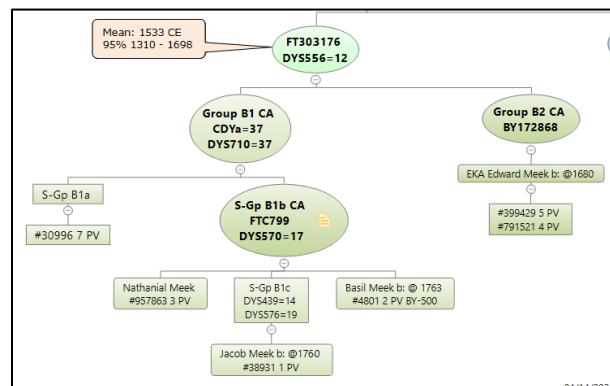 Mean: 1533 CE
95% 1310 - 1698
FT303176
DYS556=12
Group B1 CA
CDYa=37
DYS710=37
Group B2 CA
BY172868
EKA Edward Meek b: @1680
S-Gp B1a
#399429 5 PV
#791521 4 PV
S-Gp B1b CA
FTC799
DYS570=17
#30996 7 PV
Nathanial Meek
#957863 3 PV
S-Gp B1c
DYS439=14
DYS576=19
Basil Meek b: @ 1763
#4801 2 PV BY-500
Jacob Meek b: @1760
#38931 1 PV